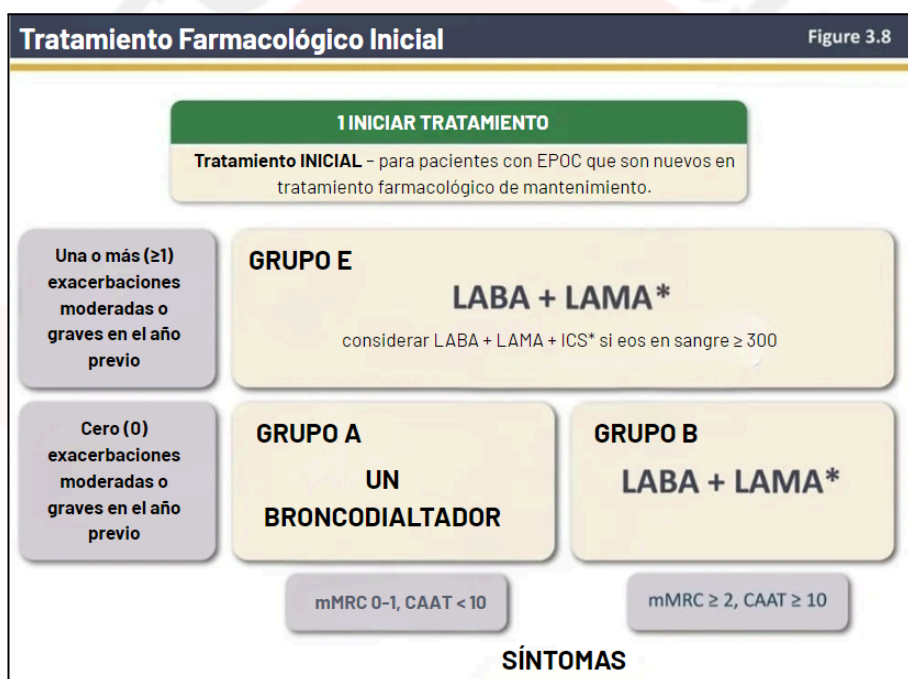 Tratamiento Farmacológico Inicial
Figure 3.8
1 INICIAR TRATAMIENTO
Tratamiento INICIAL – para pacientes con EPOC que son nuevos en
tratamiento farmacológico de mantenimiento.
Una o más (≥1)
exacerbaciones
moderadas o
graves en el año
previo
GRUPO E
LABA + LAMA*
considerar LABA + LAMA + ICS* si eos en sangre ≥ 300
Cero (0)
exacerbaciones
moderadas o
graves en el año
previo
GRUPO A
UN
BRONCODIALTADOR
GRUPO B
LABA + LAMA*
mMRC 0-1, CAAT < 10
mMRC ≥ 2, CAAT ≥ 10
SÍNTOMAS